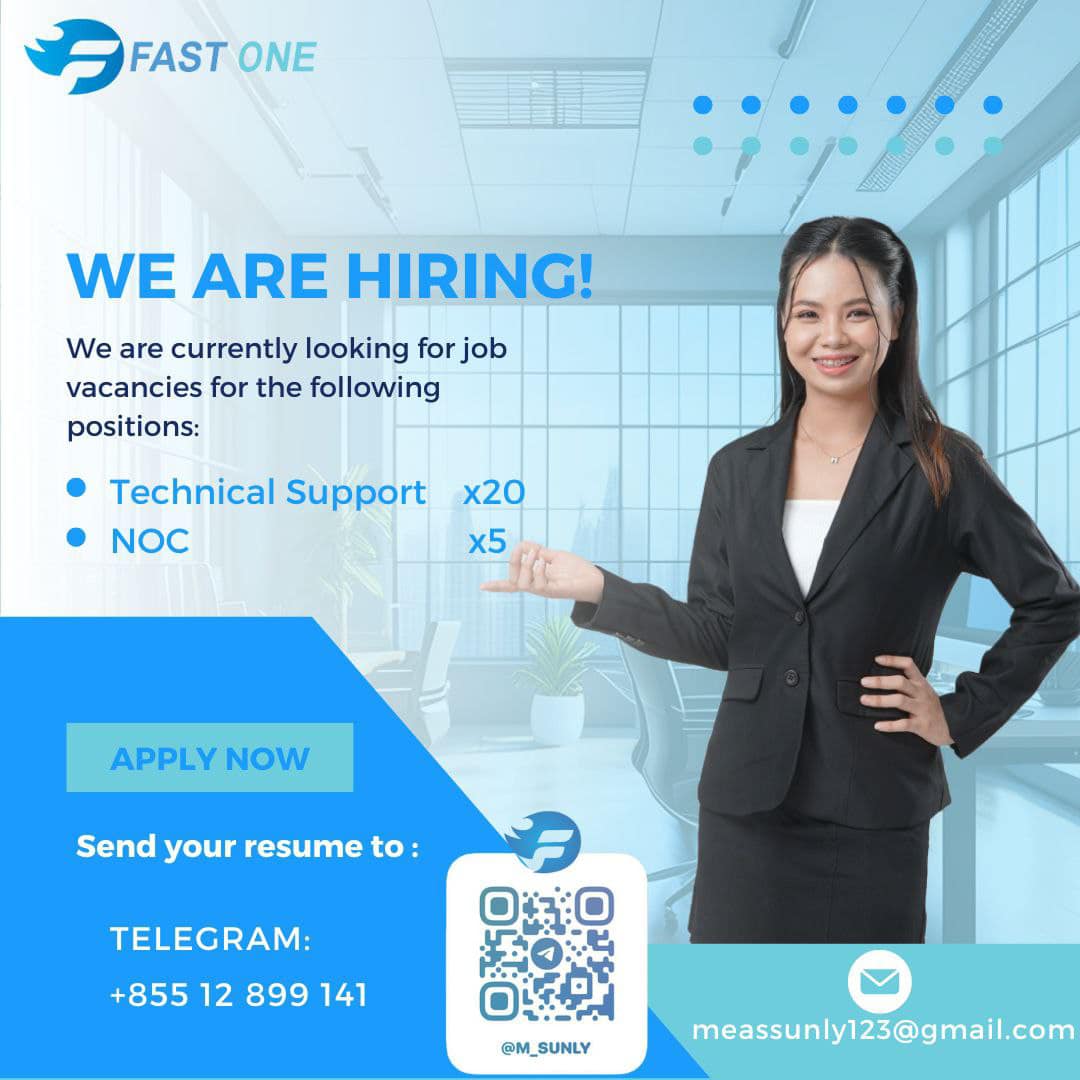 FAST ONE
WE ARE HIRING!
We are currently looking for job
vacancies for the following
positions:
Technical Support x20
NOC x5
APPLY NOW
Send your resume to :
TELEGRAM:
+855 12 899 141
@M_SUNLY
meassunly123@gmail.com